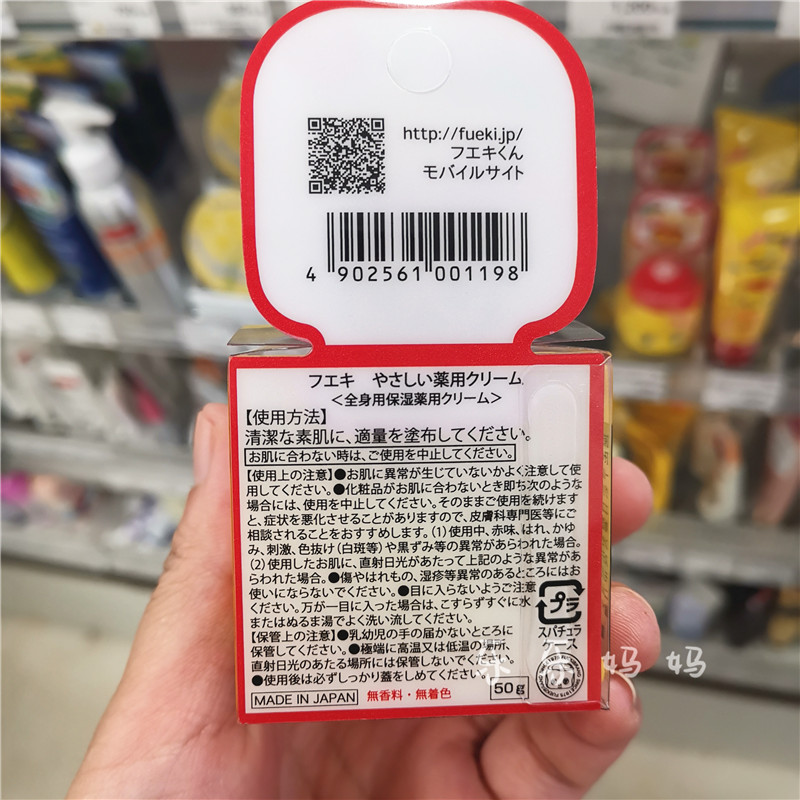 http://fueki.jp/
フエキくん
モバイルサイト
4 902561 001198
フエキ やさしい薬用クリーム
<全身用保湿薬用クリーム>
【使用方法】
清潔な素肌に、適量を塗布してください。
お肌に合わない時は、ご使用を中止してください。
【使用上の注意】●お肌に異常が生じていないかよく注意して使
用してください。●化粧品がお肌に合わないとき即ち次のような
場合には、使用を中止してください。そのままご使用を続けますと、
症状を悪化させることがありますので、皮膚科専門医等にご
相談されることをおすすめします。(1)使用中、赤味、はれ、かゆ
み、刺激、色抜け(白斑等)や黒ずみ等の異常があらわれた場合。
(2)使用したお肌に、直射日光があたって上記のような異常があ
らわれた場合。●傷やはれもの、湿疹等異常のあるところにはお
使いにならないでください。●目に入らないようご注意
ください。万が一目に入った場合は、こすらずすぐに水
またはぬるま湯でよく洗い流してください。
【保管上の注意】●乳幼児の手の届かないところに
保管してください。●極端に高温又は低温の場所、
直射日光のあたる場所には保管しないでください。
●使用後は必ずしっかり蓋をしめてください。
プラ
スパチュラ
MADE IN JAPAN
無香料・無着色
50g
妈 妈